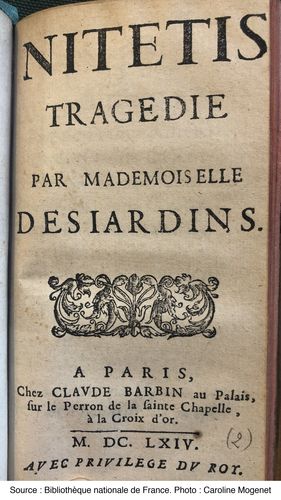 NITETIS
TRAGEDIE
PAR MADEMOISELLE
DESIARDINS.
A PARIS,
Chez CLAVDE BARBIN au Palais,
sur le Perron de la sainte Chapelle,
à la Croix d'or.
M. DC. LXIV.
(2)
AVEC PRIVILEGE DV ROY.
Source : Bibliothèque nationale de France. Photo : Caroline Mogenet